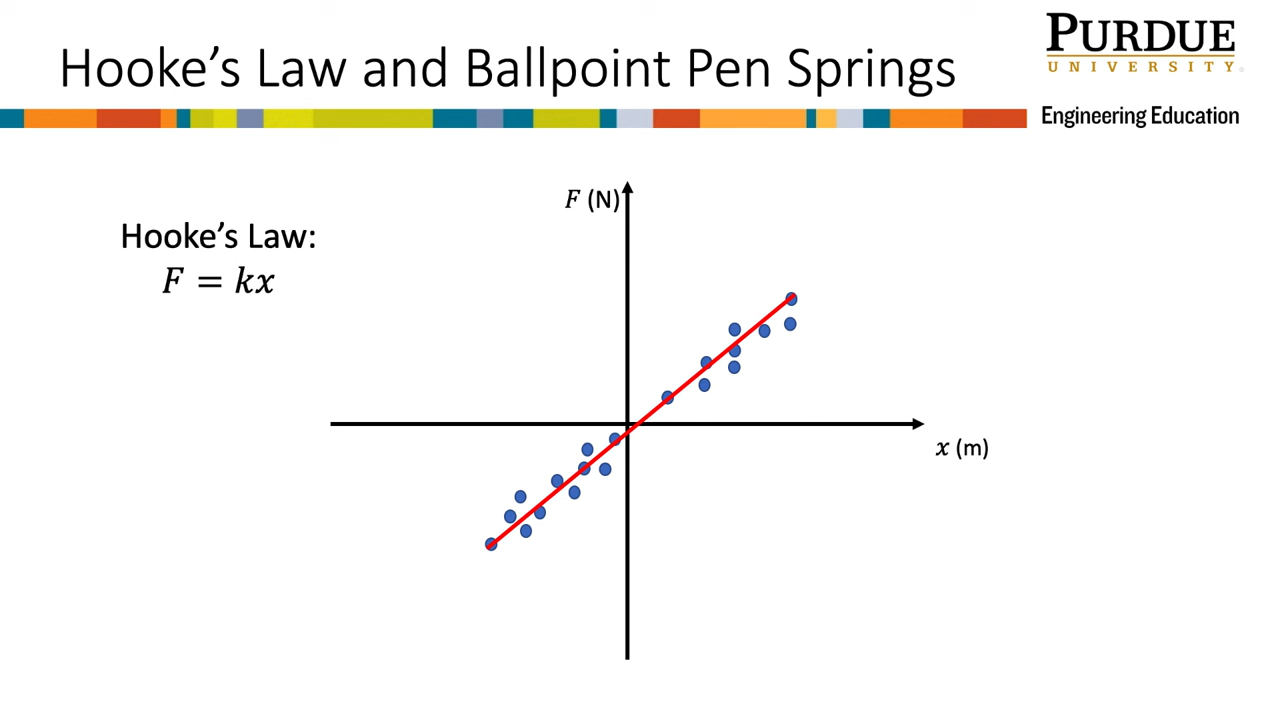 Hooke’s Law and Ballpoint Pen Springs
PURDUE
UNIVERSITY.
Engineering Education
Hooke’s Law:
F = kx
F (N)
x (m)